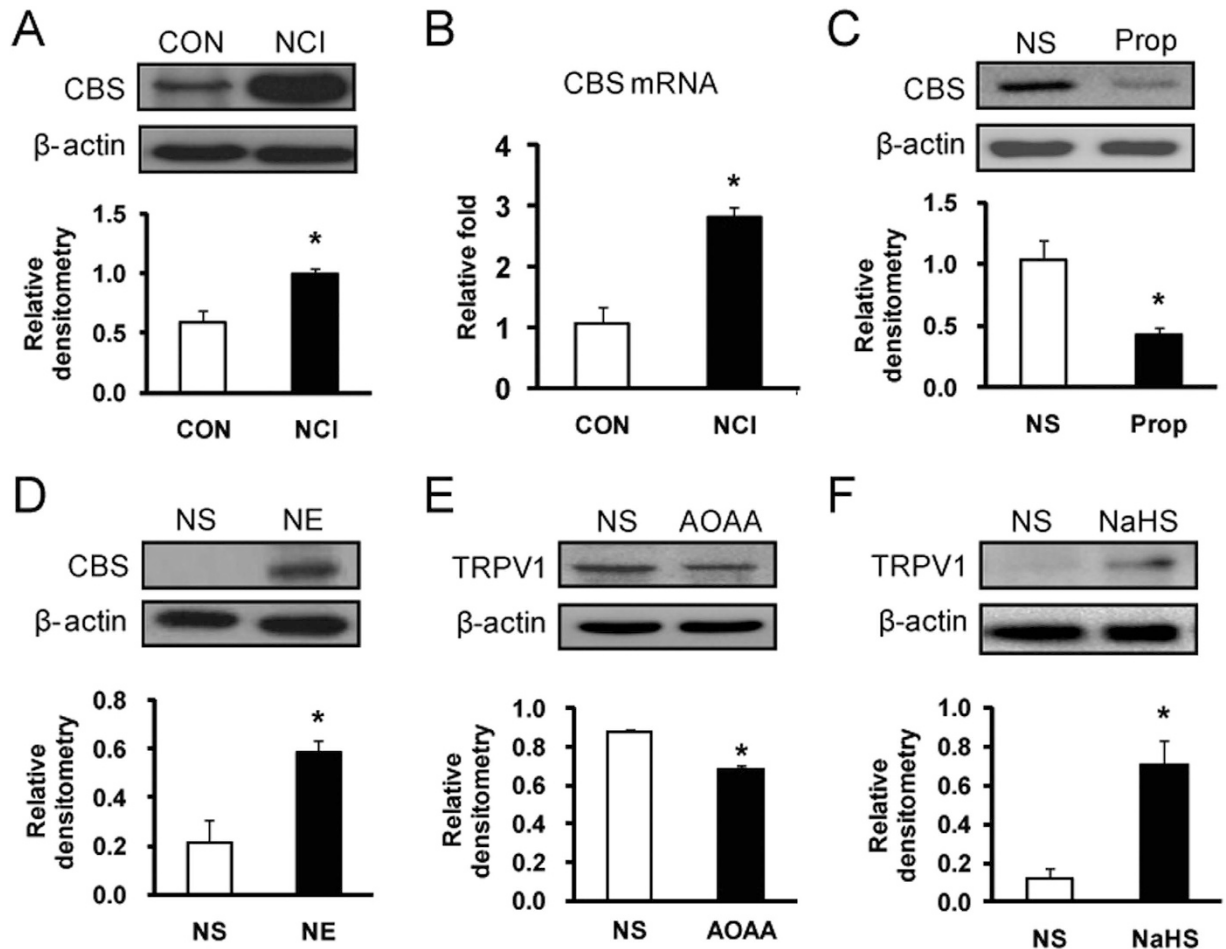 A
CON NCI
CBS
β-actin
1.5
1.0
0.5
0.0
Relative
densitometry
*
CON NCI
B
CBS mRNA
4
3
2
1
0
Relative fold
*
CON NCI
C
NS Prop
CBS
β-actin
1.5
1.0
0.5
0.0
Relative
densitometry
*
NS Prop
D
NS NE
CBS
β-actin
0.8
0.6
0.4
0.2
0.0
Relative
densitometry
*
NS NE
E
NS AOAA
TRPV1
β-actin
1.0
0.8
0.6
0.4
0.2
0.0
Relative
densitometry
*
NS AOAA
F
NS NaHS
TRPV1
β-actin
1.0
0.8
0.6
0.4
0.2
0.0
Relative
densitometry
*
NS NaHS